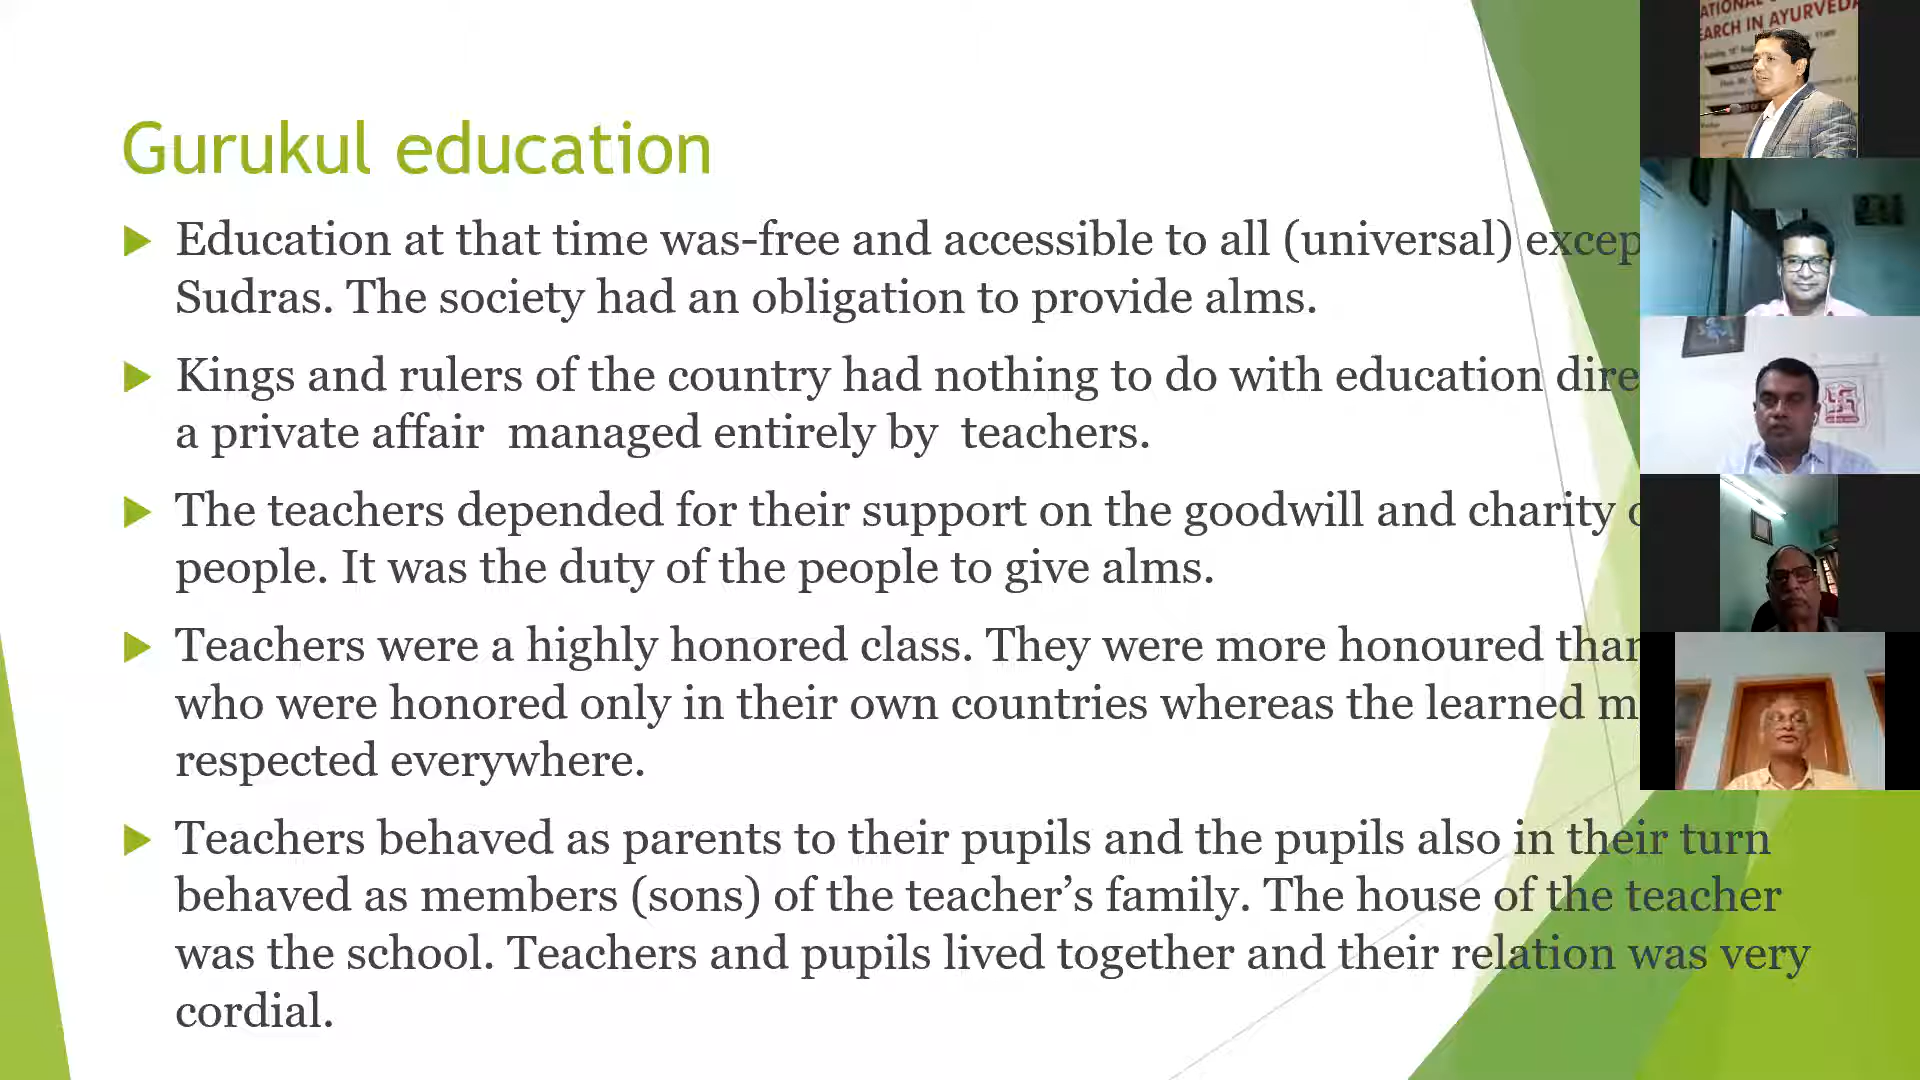 Gurukul education
Education at that time was-free and accessible to all (universal)
Sudras. The society had an obligation to provide alms.
Kings and rulers of the country had nothing to do with education
a private affair managed entirely by teachers.
The teachers depended for their support on the goodwill and charity
people. It was the duty of the people to give alms.
Teachers were a highly honored class. They were more honoured
who were honored only in their own countries whereas the learned
respected everywhere.
Teachers behaved as parents to their pupils and the pupils also in their turn
behaved as members (sons) of the teacher’s family. The house of the teacher
was the school. Teachers and pupils lived together and their relation was very
cordial.
IN AYURVEDA